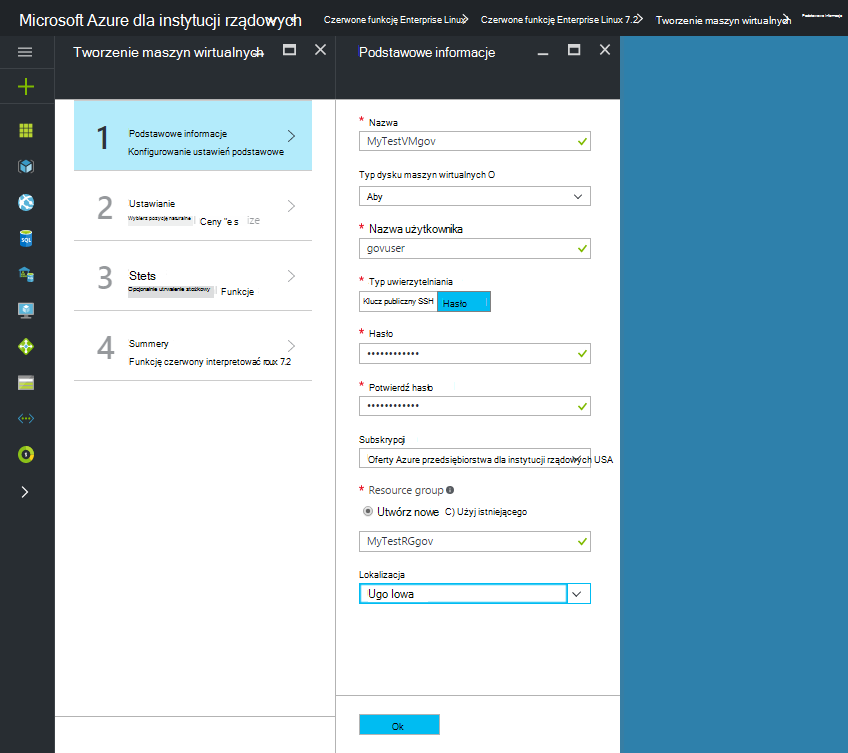 Microsoft Azure dla instytucji rządowych
Czerwone funkcję Enterprise Linux
Czerwone funkcję Enterprise Linux 7.2
Tworzenie maszyn wirtualnych
Podstawowe informacje
Tworzenie maszyn wirtualnych
1
Podstawowe informacje
Konfigurowanie ustawień podstawowe
2
Ustawianie
Wybierz pozycję naturalne Ceny "e s ize
3
Stets
Opcjonalnie utrwalenie stożkowy Funkcje
4
Summery
Funkcję czerwony interpretować roux 7.2
Podstawowe informacje
* Nazwa
MyTestVMgov
Typ dysku maszyn wirtualnych O
Aby
* Nazwa użytkownika
govuser
* Typ uwierzytelniania
Klucz publiczny SSH Hasło
* Hasło
••••••••••••
* Potwierdź hasło
••••••••••••
Subskrypcji
Oferty Azure przedsiębiorstwa dla instytucji rządowych USA
* Resource group
Utwórz nowe C) Użyj istniejącego
MyTestRGgov
Lokalizacja
Ugo Iowa
Ok